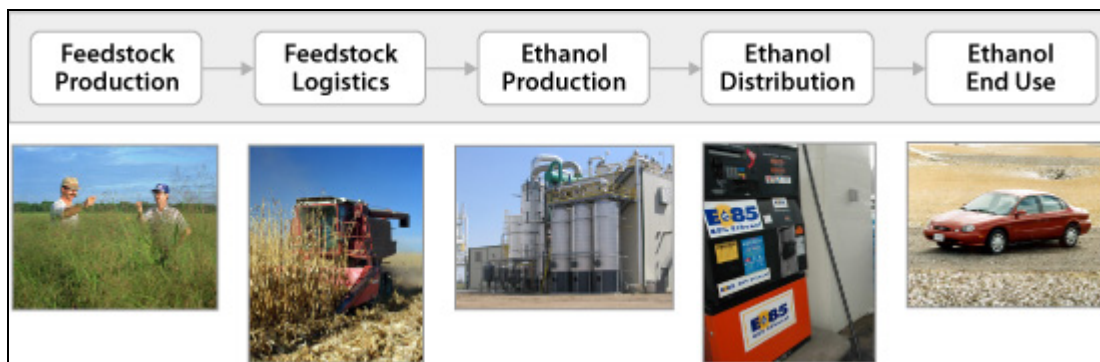 Feedstock
Production
Feedstock
Logistics
Ethanol
Production
Ethanol
Distribution
Ethanol
End Use
E85
E85